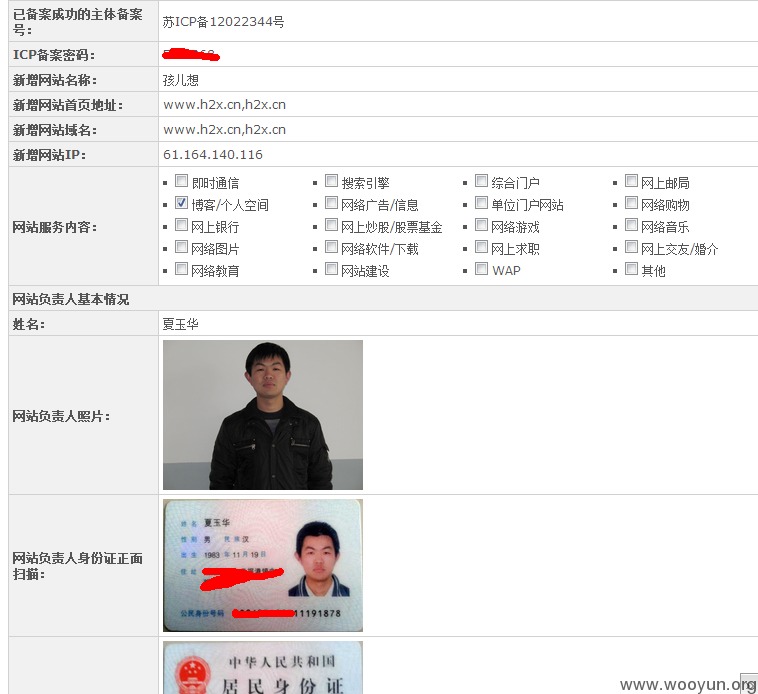 已备案成功的主体备案号： 苏ICP备12022344号
ICP备案密码：
新增网站名称： 孩儿想
新增网站首页地址： www.h2x.cn,h2x.cn
新增网站域名： www.h2x.cn,h2x.cn
新增网站IP： 61.164.140.116
网站服务内容：
即时通信 搜索引擎 综合门户 网上邮局
博客/个人空间 网络广告/信息 单位门户网站 网络购物
网上银行 网上炒股/股票基金 网络游戏 网络音乐
网络图片 网络软件/下载 网上求职 网上交友/婚介
网络教育 网站建设 WAP 其他
网站负责人基本情况
姓名： 夏玉华
网站负责人照片：
网站负责人身份证正面扫描：
姓名 夏玉华
性别 男 民族 汉
出生 1983 年 11 月 19 日
住址
公民身份号码 11191878
中华人民共和国
居民身份证
www.wooyun.org